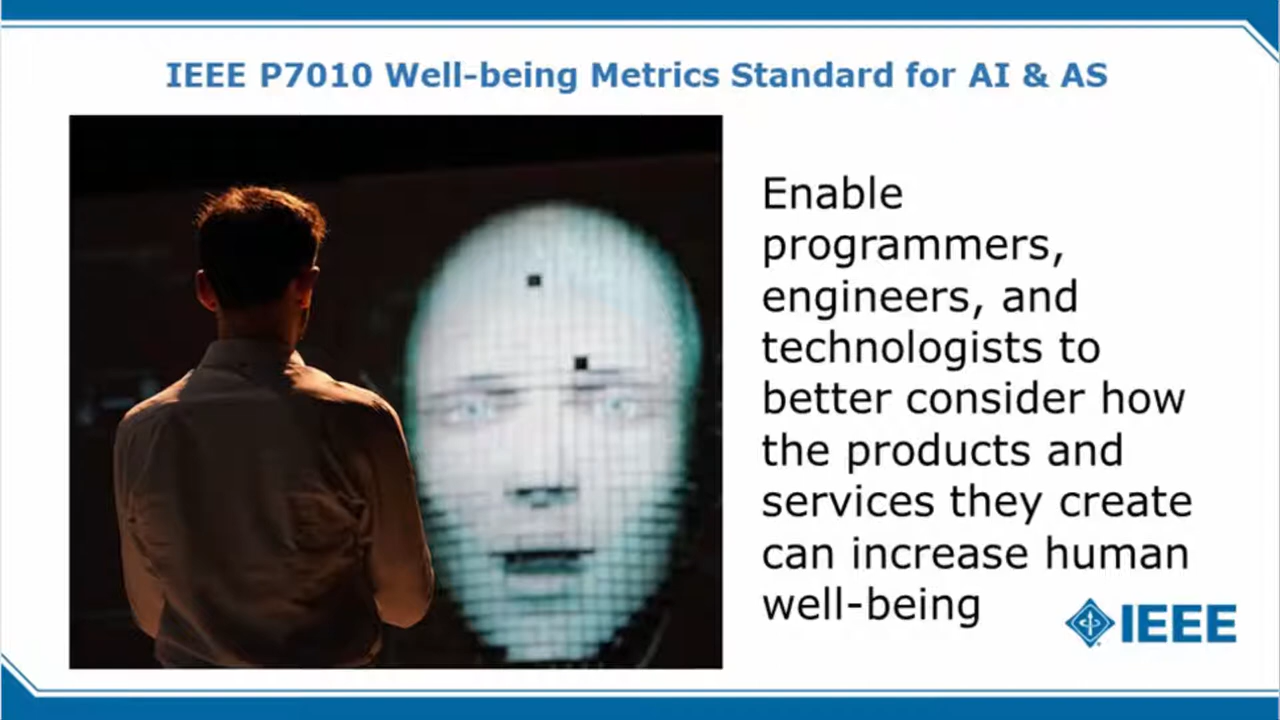 IEEE P7010 Well-being Metrics Standard for AI & AS
Enable
programmers,
engineers, and
technologists to
better consider how
the products and
services they create
can increase human
well-being
IEEE